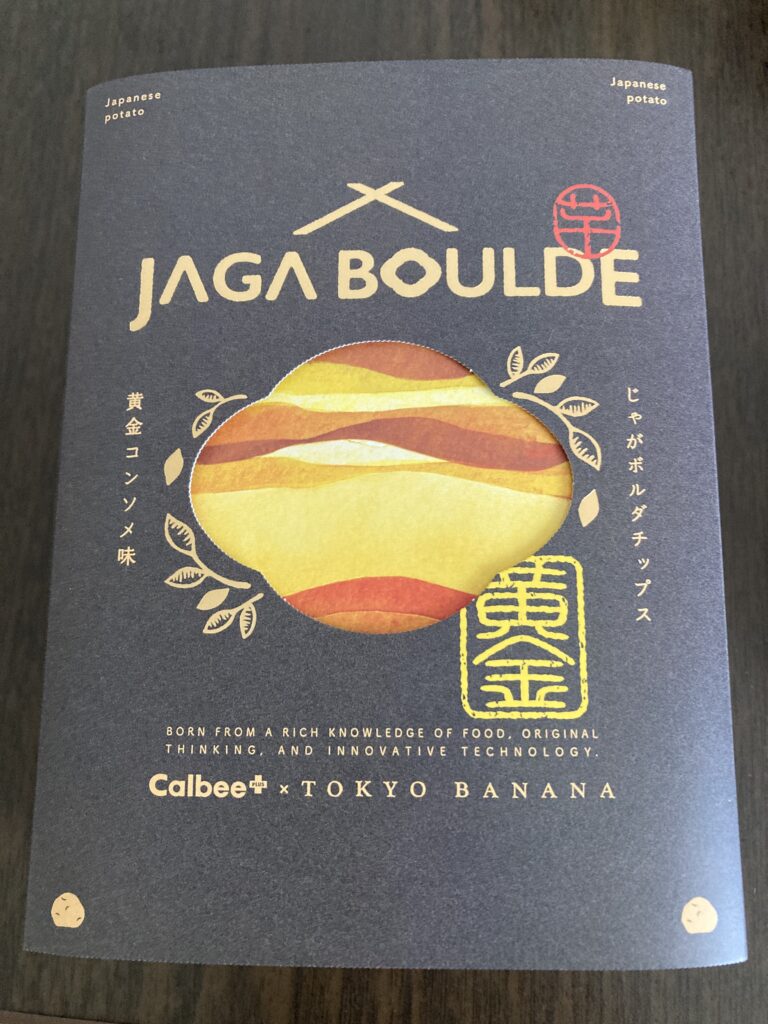 Japanese
potato
Japanese
potato
芋
JAGA BOULDE
黄金コンソメ味
じゃがボルダチップス
黄金
BORN FROM A RICH KNOWLEDGE OF FOOD, ORIGINAL
THINKING, AND INNOVATIVE TECHNOLOGY.
Calbee+ PLUS × TOKYO BANANA